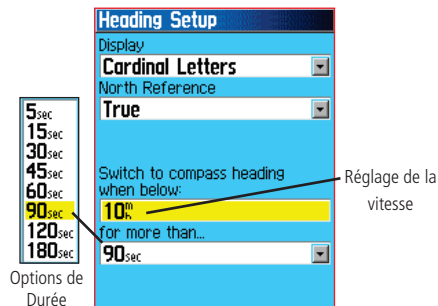 Heading Setup
Display
Cardinal Letters
North Reference
True
Switch to compass heading
when below:
10 m/h
for more than...
90sec
5sec
15sec
30sec
45sec
60sec
90sec
120sec
180sec
Options de
Durée
Réglage de la
vitesse